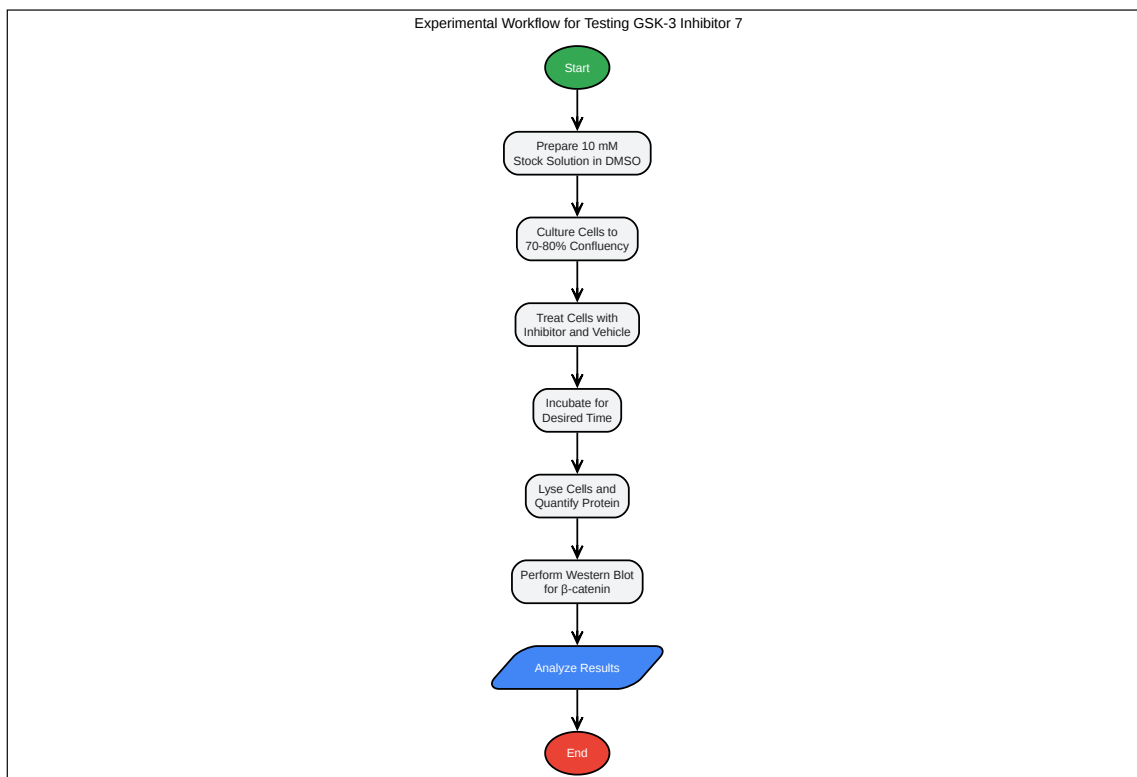 Experimental Workflow for Testing GSK-3 Inhibitor 7
Start
Prepare 10 mM
Stock Solution in DMSO
Culture Cells to
70-80% Confluency
Treat Cells with
Inhibitor and Vehicle
Incubate for
Desired Time
Lyse Cells and
Quantify Protein
Perform Western Blot
for β-catenin
Analyze Results
End